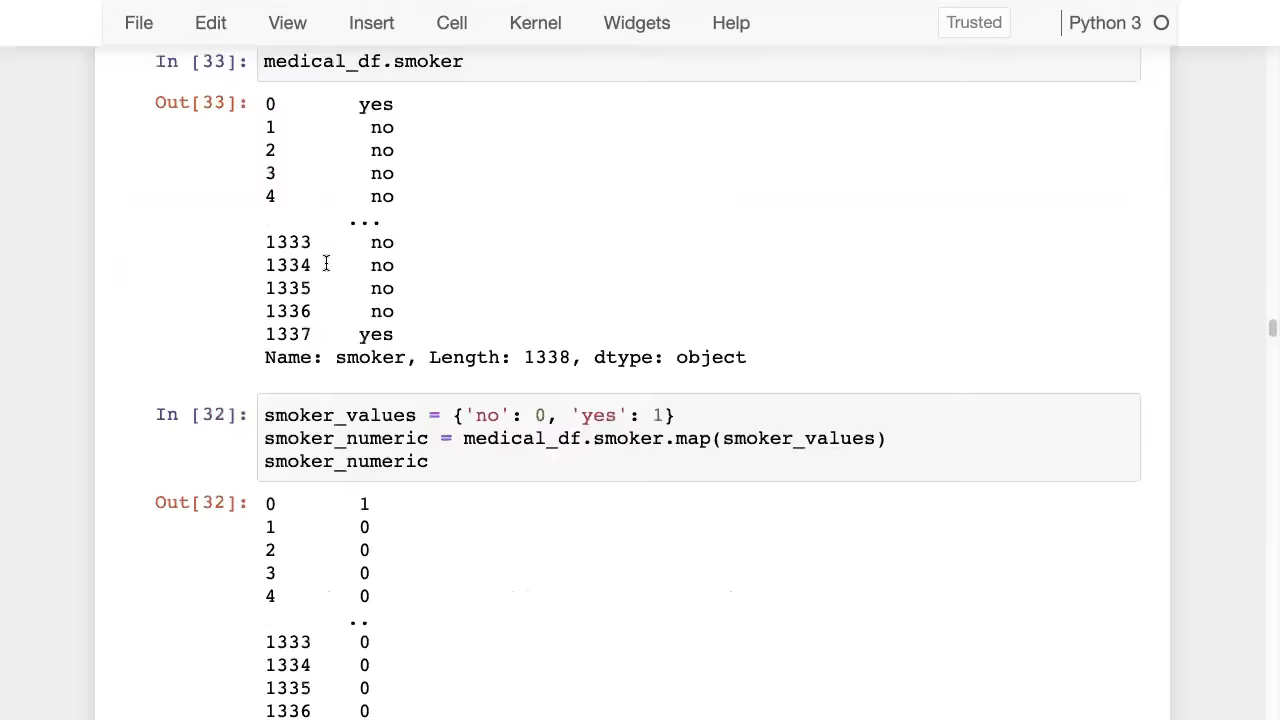 File Edit View Insert Cell Kernel Widgets Help Trusted Python 3
In [33]: medical_df.smoker
Out[33]: 0 yes
1 no
2 no
3 no
4 no
...
1333 no
1334 no
1335 no
1336 no
1337 yes
Name: smoker, Length: 1338, dtype: object
In [32]: smoker_values = {'no': 0, 'yes': 1}
smoker_numeric = medical_df.smoker.map(smoker_values)
smoker_numeric
Out[32]: 0 1
1 0
2 0
3 0
4 0
..
1333 0
1334 0
1335 0
1336 0